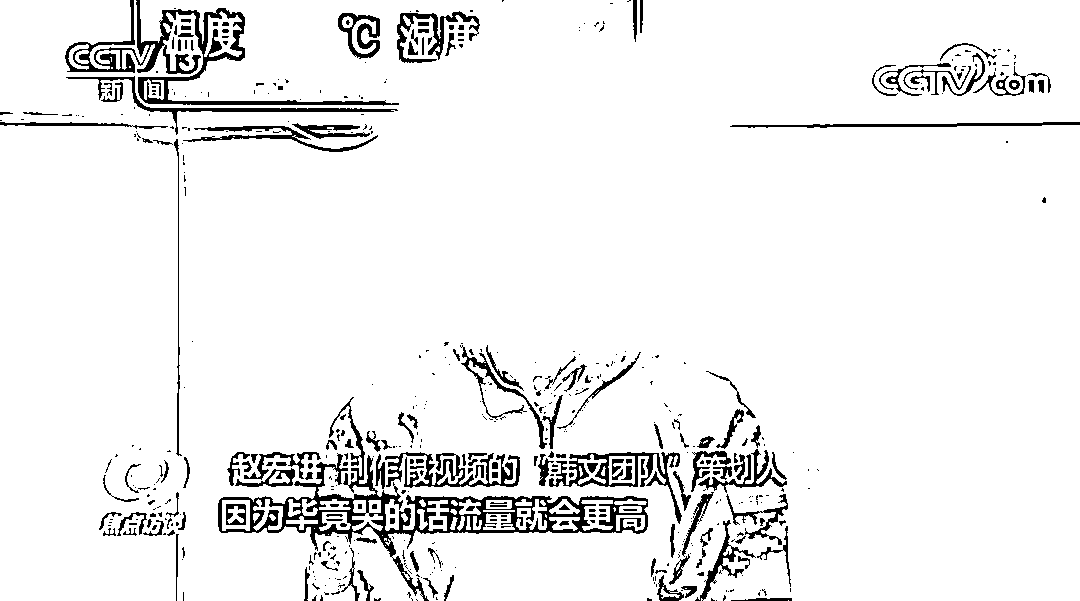 温度 ℃ 湿度
CCTV 13
新闻
CCTV.com
赵宏进 制作假视频的“韩文团队”策划人
焦点访谈
因为毕竟哭的话流量就会更高